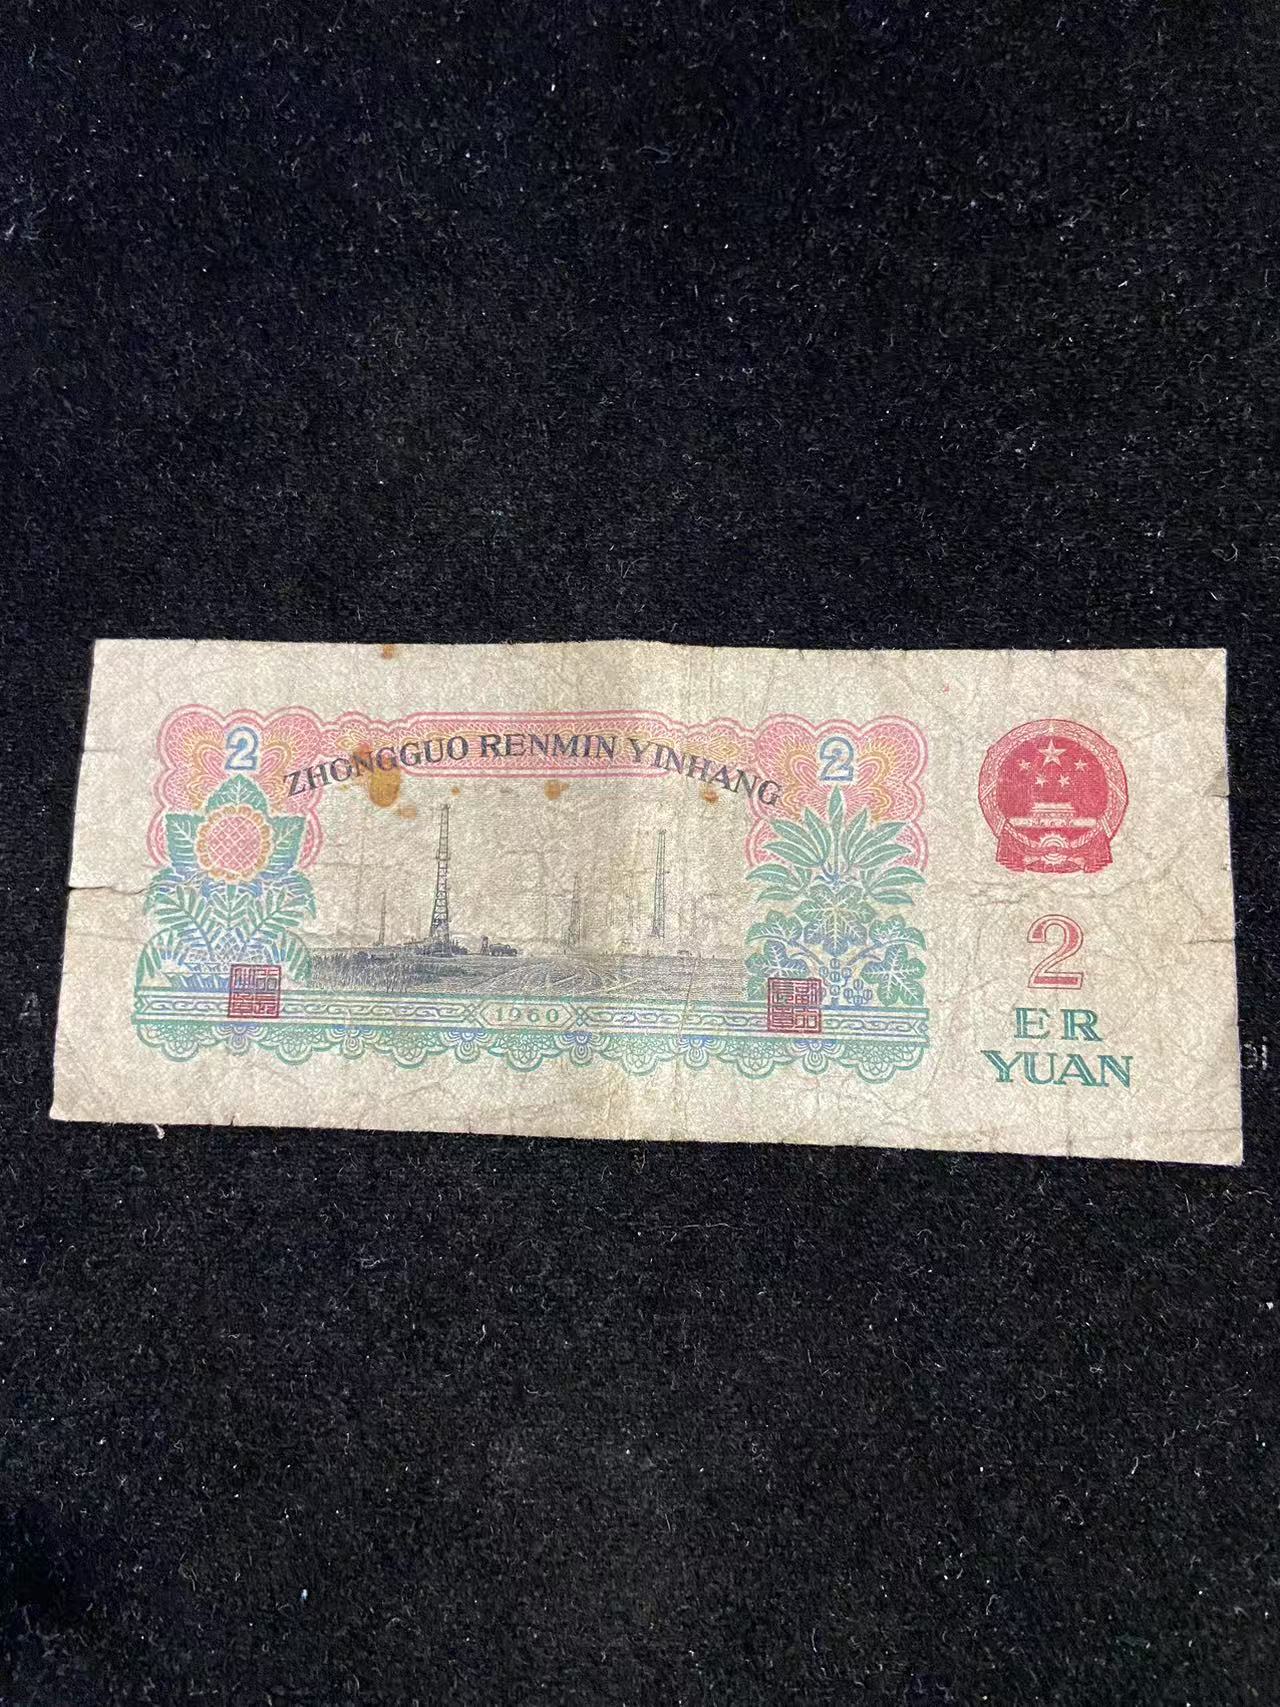 2
2
ZHONGGUO RENMIN YINHANG
1960
2
ER
YUAN